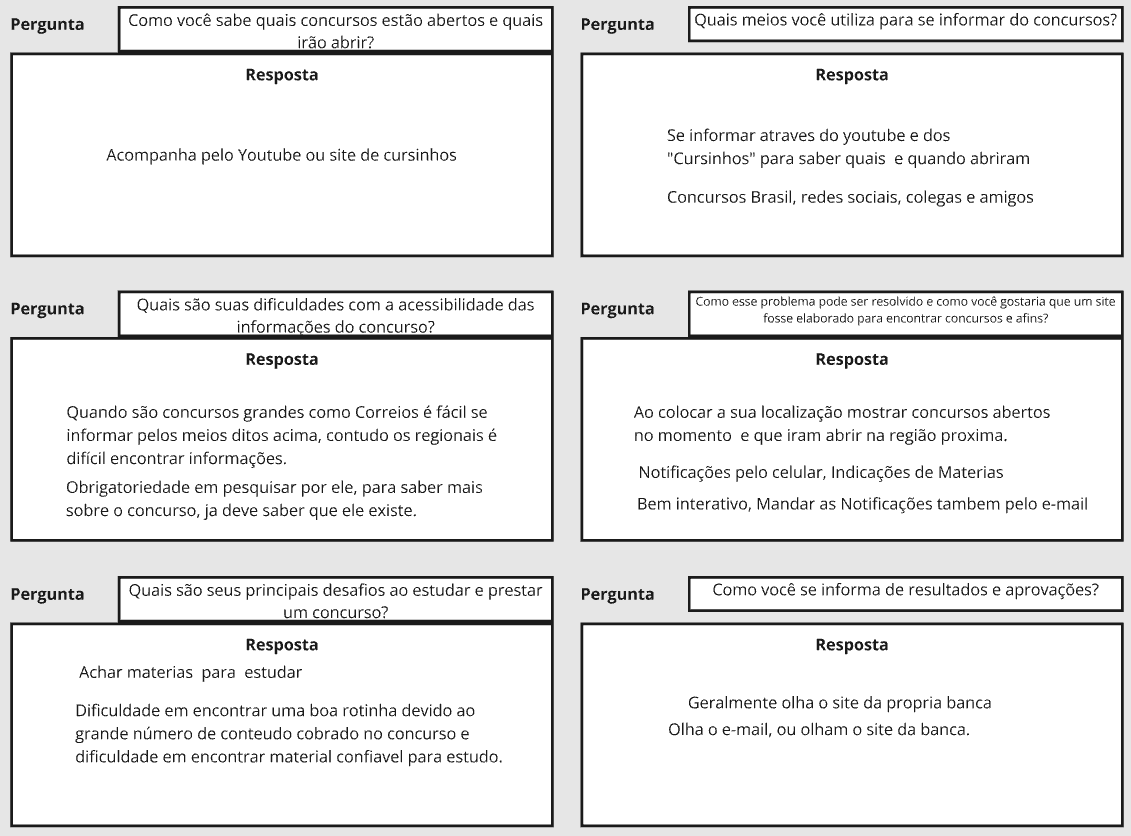 Pergunta
Como você sabe quais concursos estão abertos e quais
irão abrir?
Resposta
Acompanha pelo Youtube ou site de cursinhos
Pergunta
Quais meios você utiliza para se informar do concursos?
Resposta
Se informar atraves do youtube e dos
"Cursinhos" para saber quais e quando abriram
Concursos Brasil, redes sociais, colegas e amigos
Pergunta
Quais são suas dificuldades com a acessibilidade das
informações do concurso?
Resposta
Quando são concursos grandes como Correios é fácil se
informar pelos meios ditos acima, contudo os regionais é
difícil encontrar informações.
Obrigatoriedade em pesquisar por ele, para saber mais
sobre o concurso, ja deve saber que ele existe.
Pergunta
Como esse problema pode ser resolvido e como você gostaria que um site
fosse elaborado para encontrar concursos e afins?
Resposta
Ao colocar a sua localização mostrar concursos abertos
no momento e que iram abrir na região proxima.
Notificações pelo celular, Indicações de Materias
Bem interativo, Mandar as Notificações tambem pelo e-mail
Pergunta
Quais são seus principais desafios ao estudar e prestar
um concurso?
Resposta
Achar materias para estudar
Dificuldade em encontrar uma boa rotinha devido ao
grande número de conteudo cobrado no concurso e
dificuldade em encontrar material confiavel para estudo.
Pergunta
Como você se informa de resultados e aprovações?
Resposta
Geralmente olha o site da propria banca
Olha o e-mail, ou olham o site da banca.